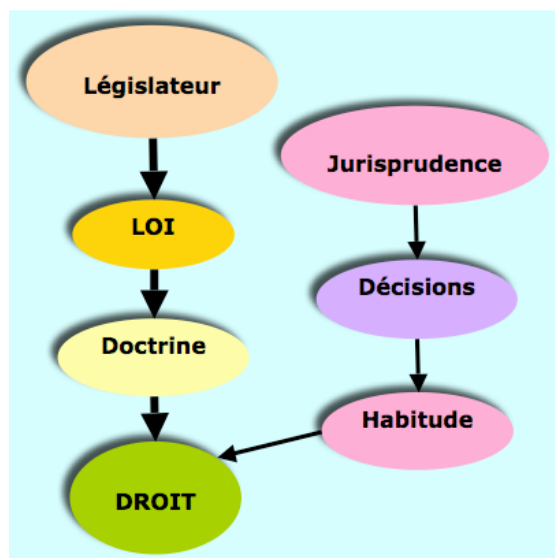 Législateur
Jurisprudence
LOI
Décisions
Doctrine
Habitude
DROIT